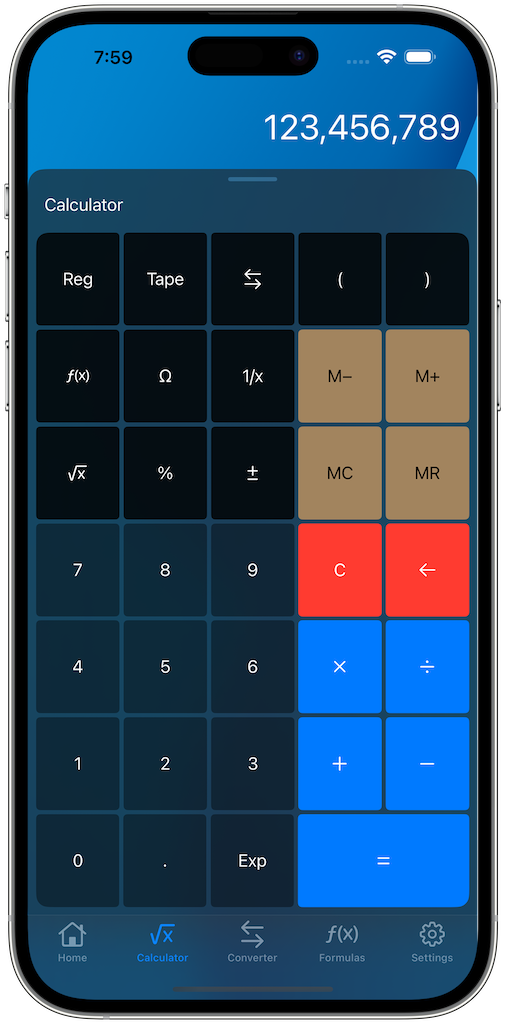 7:59
123,456,789
Calculator
Reg Tape ⇆ ( )
f(x) Ω 1/x M− M+
√x % ± MC MR
7 8 9 C ←
4 5 6 × ÷
1 2 3 + −
0 . Exp =
√x f(x)
Home Calculator Converter Formulas Settings